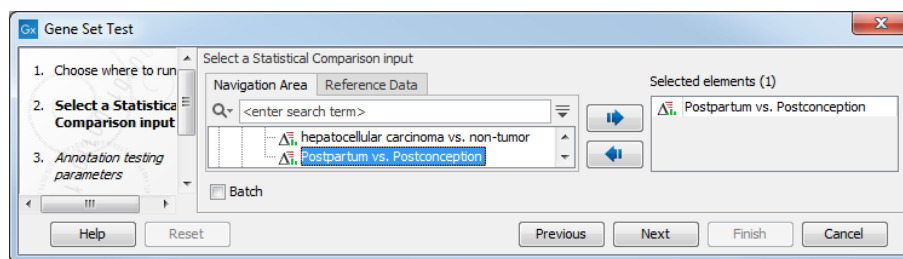 Gx Gene Set Test
x
1. Choose where to run
2. Select a Statistica
Comparison input
3. Annotation testing
parameters
Select a Statistical Comparison input
Navigation Area Reference Data
<enter search term>
hepatocellular carcinoma vs. non-tumor
Postpartum vs. Postconception
Batch
Selected elements (1)
Postpartum vs. Postconception
Help Reset Previous Next Finish Cancel